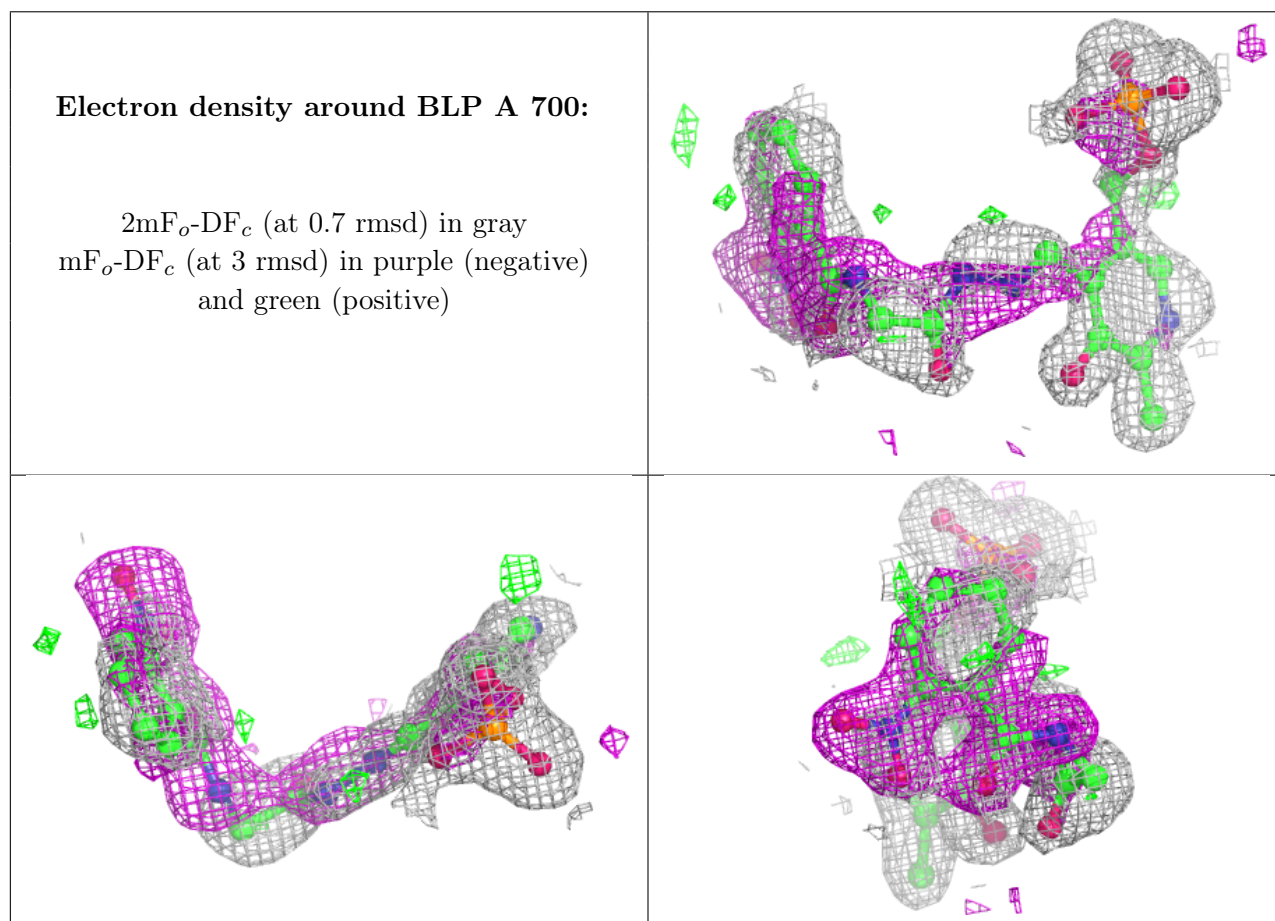 Electron density around BLP A 700:
2mFo-DFc (at 0.7 rmsd) in gray
mFo-DFc (at 3 rmsd) in purple (negative)
and green (positive)